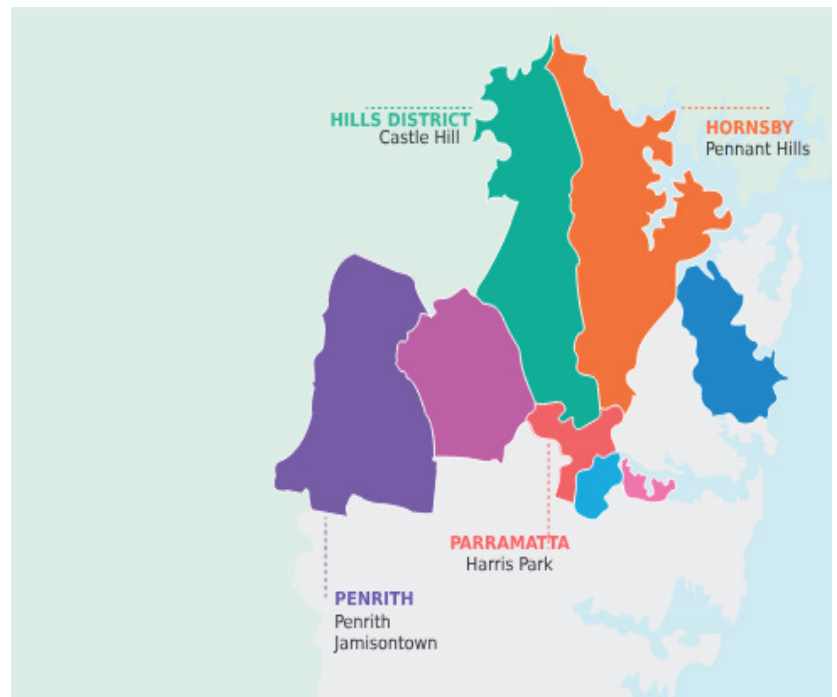 HILLS DISTRICT
Castle Hill
HORNSBY
Pennant Hills
PARRAMATTA
Harris Park
PENRITH
Penrith
Jamisontown